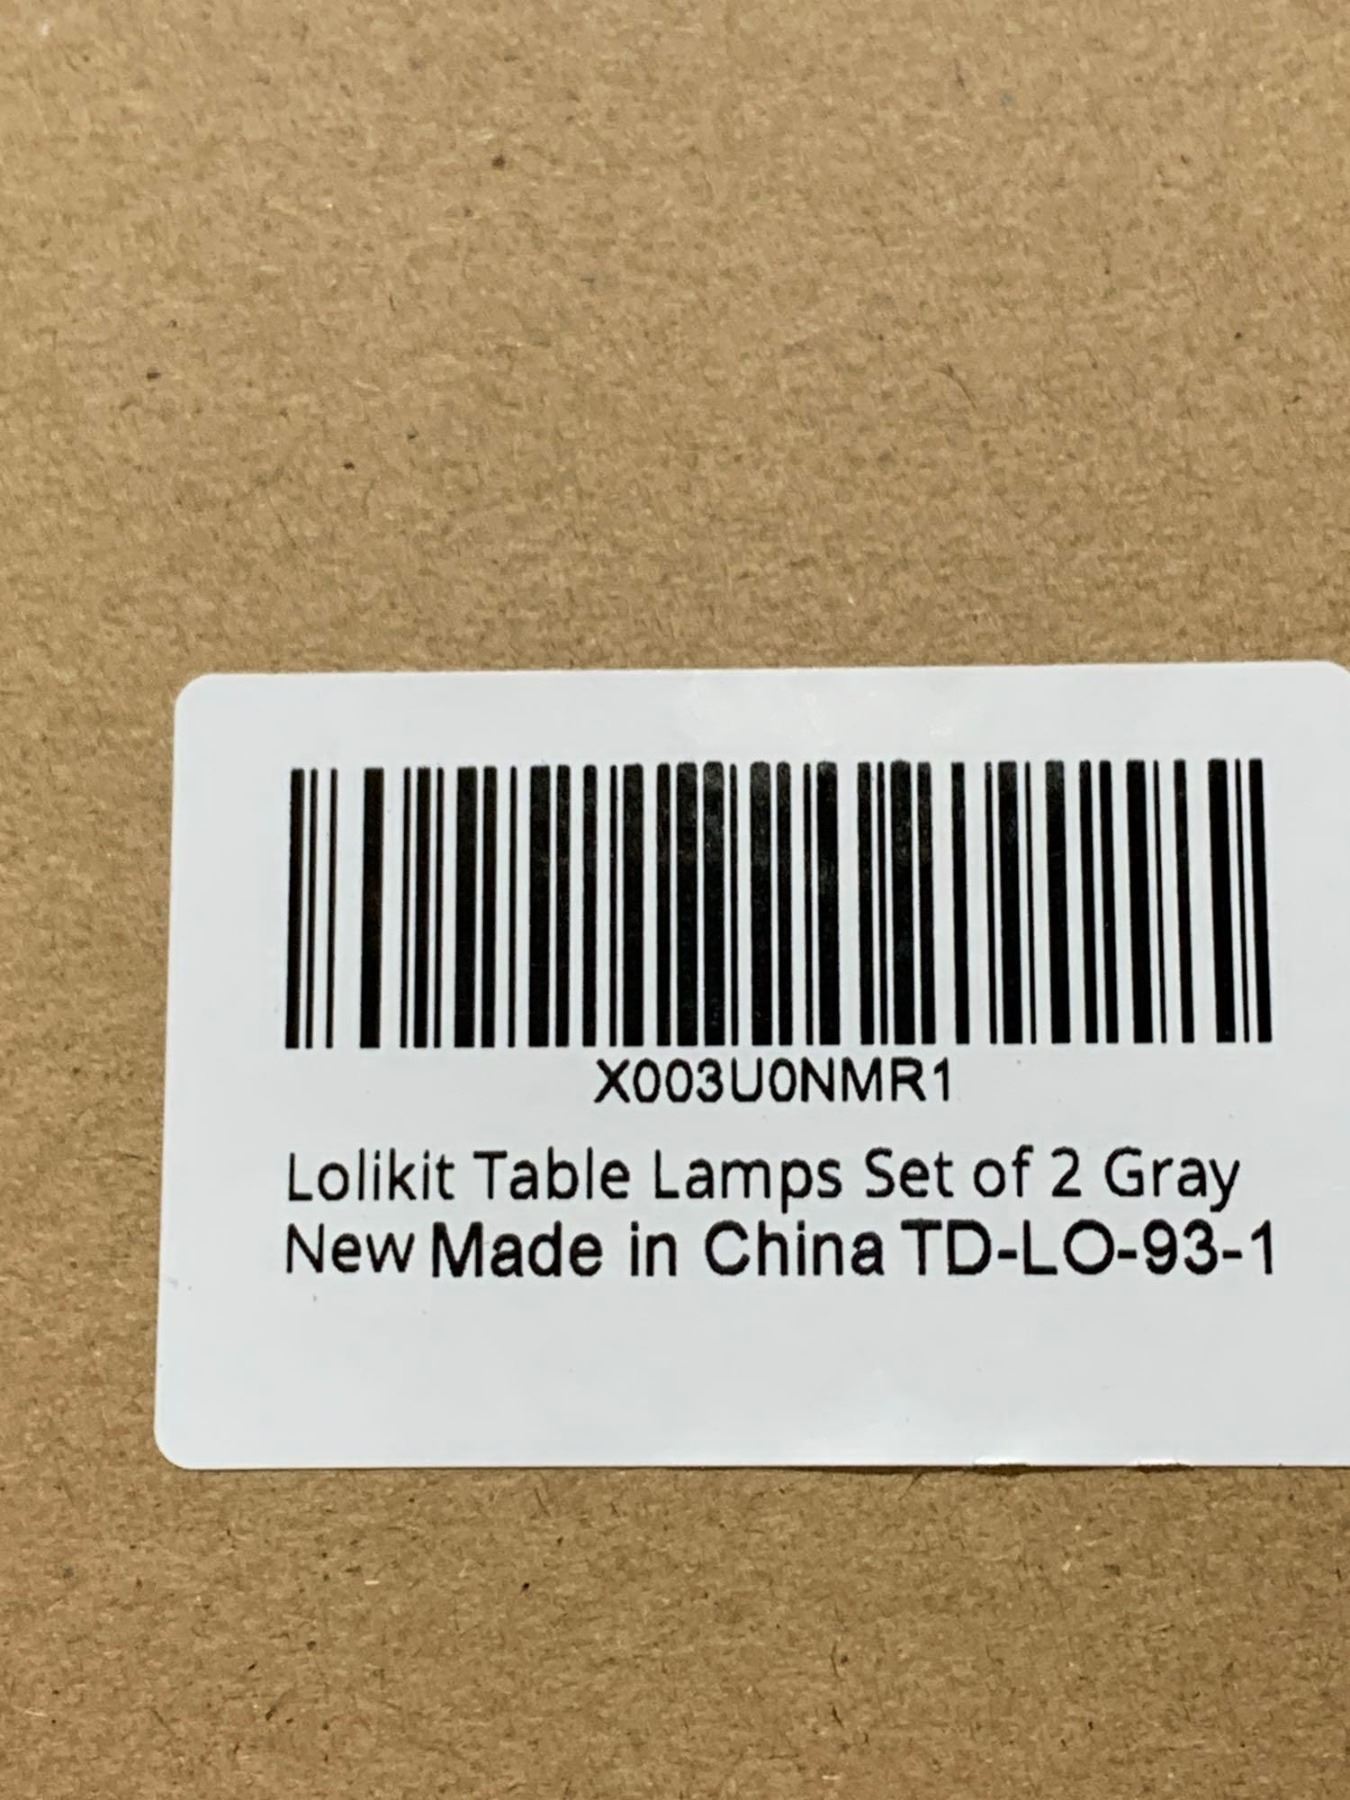 X003U0NMR1
Lolikit Table Lamps Set of 2 Gray
New Made in China TD-LO-93-1